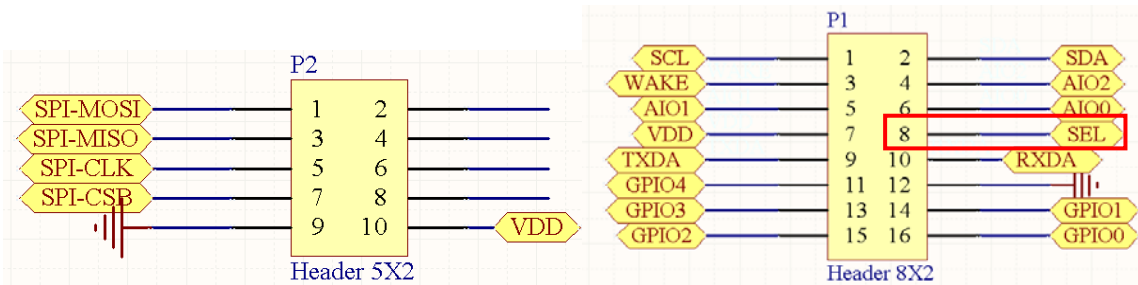 P2
SPI-MOSI 1 2
SPI-MISO 3 4
SPI-CLK 5 6
SPI-CSB 7 8
9 10 VDD
Header 5X2
P1
SCL 1 2 SDA
WAKE 3 4 AIO2
AIO1 5 6 AIO0
VDD 7 8 SEL
TXDA 9 10 RXDA
GPIO4 11 12
GPIO3 13 14 GPIO1
GPIO2 15 16 GPIO0
Header 8X2